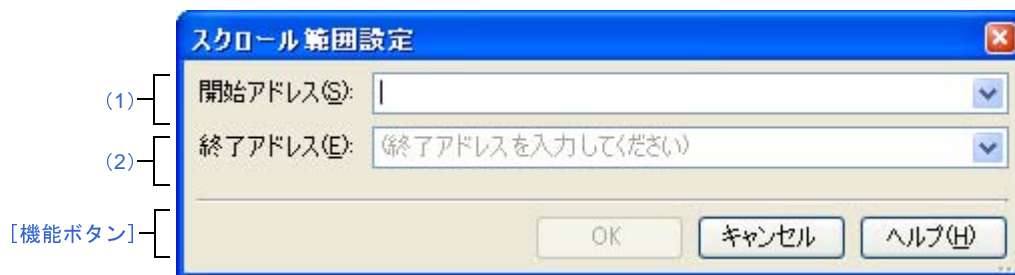 スクロール範囲設定
(1)
開始アドレス(S):
(2)
終了アドレス(E): (終了アドレスを入力してください)
[機能ボタン]
OK キャンセル ヘルプ(H)